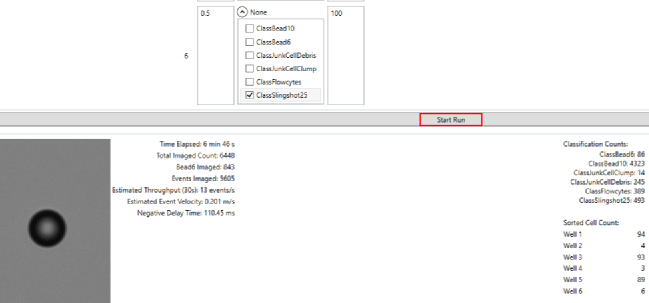 0.5
None
100
ClassBead10
ClassBead6
6
ClassJunkCellDebris
ClassJunkCellClump
ClassFlowcytes
ClassSlingshot25
Start Run
Time Elapsed: 6 min 46 s
Total Imaged Count: 6448
Bead6 Imaged: 843
Events Imaged: 5605
Estimated Throughput (30s): 13 events/s
Estimated Event Velocity: 0.201 m/s
Negative Delay Time: 118.45 ms
Classification Counts:
ClassBead6: 86
ClassBead10: 4323
ClassJunkCellClump: 14
ClassJunkCellDebris: 245
ClassFlowcytes: 389
ClassSlingshot25: 493
Sorted Cell Count:
Well 1 94
Well 2 4
Well 3 93
Well 4 3
Well 5 89
Well 6 6